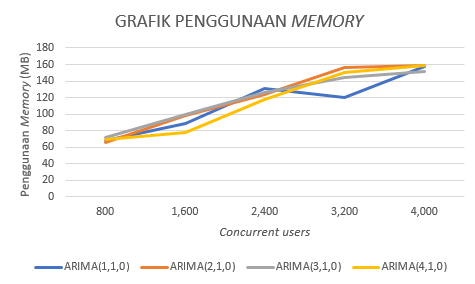 GRAFIK PENGGUNAAN MEMORY
Penggunaan Memory (MB)
180
160
140
120
100
80
60
40
20
0
800 1,600 2,400 3,200 4,000
Concurrent users
ARIMA(1,1,0) ARIMA(2,1,0) ARIMA(3,1,0) ARIMA(4,1,0)